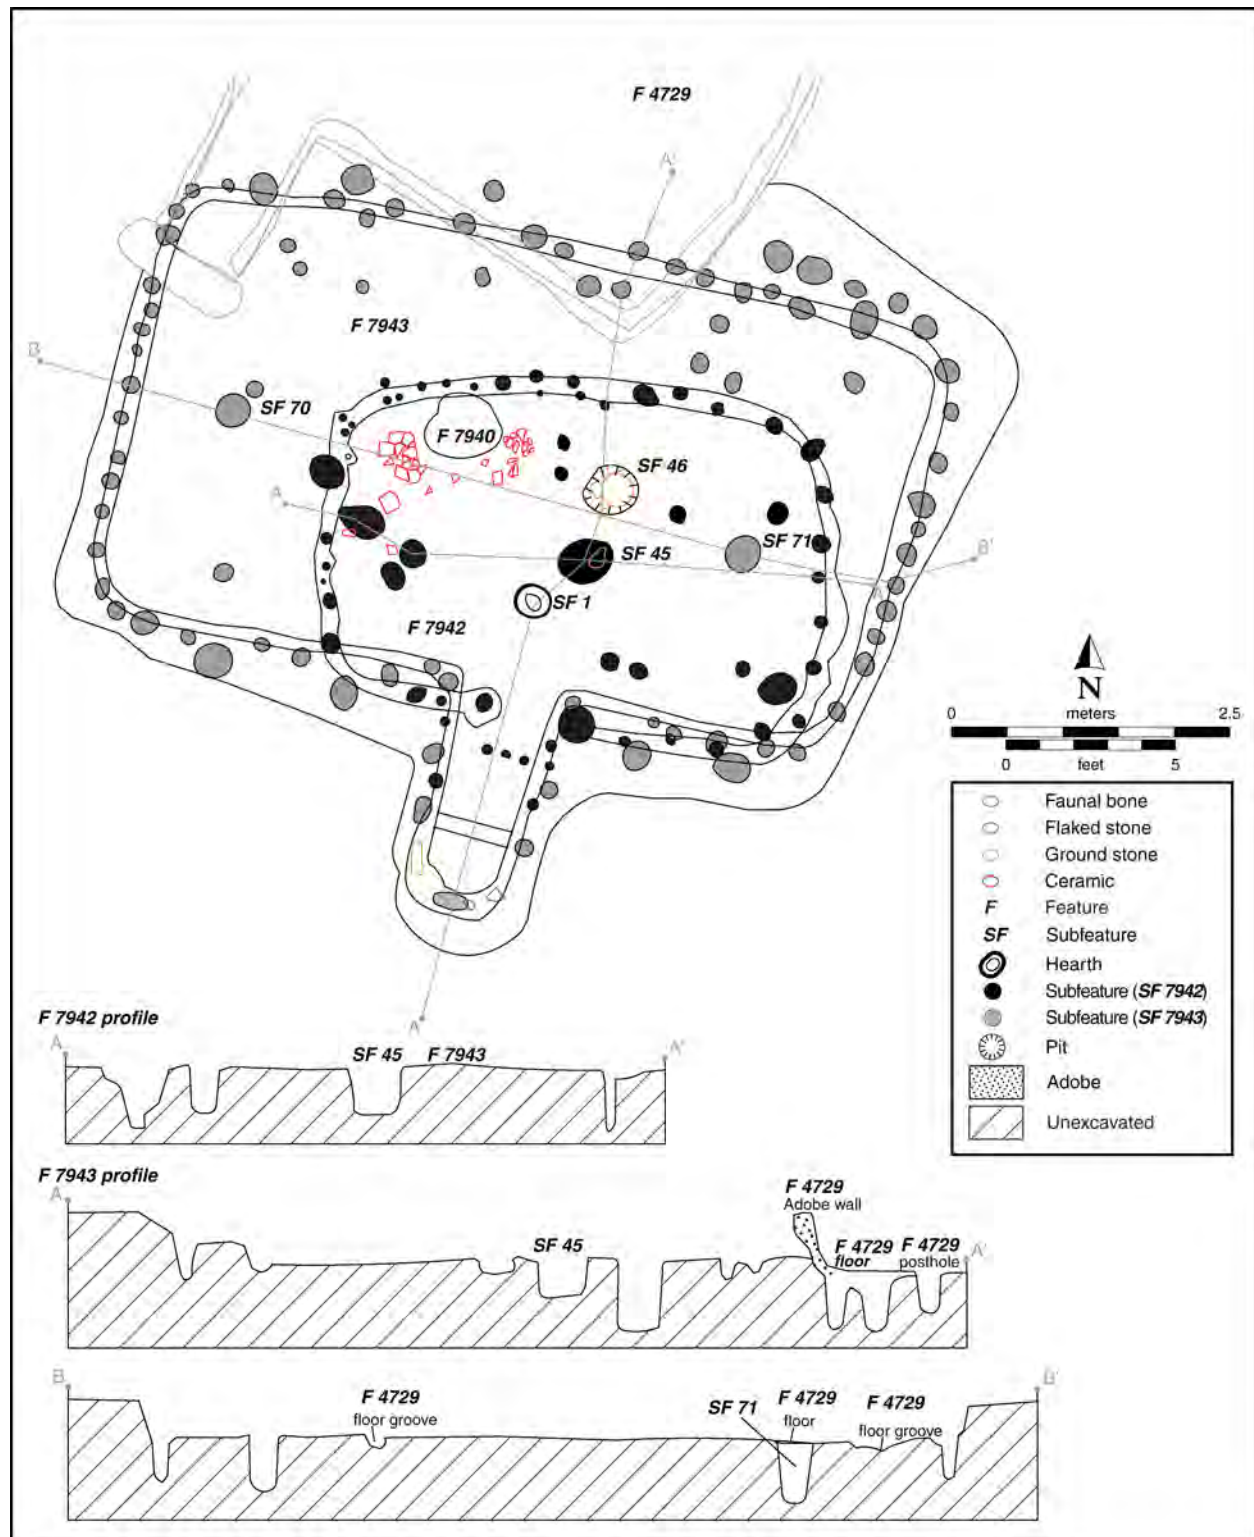 F 4729
A'
F 7943
B
SF 70
F 7940
SF 46
A
SF 71
B'
SF 45
A'
SF 1
F 7942
N
0 meters 2.5
0 feet 5
Faunal bone
Flaked stone
Ground stone
Ceramic
F Feature
SF Subfeature
Hearth
Subfeature (SF 7942)
Subfeature (SF 7943)
Pit
Adobe
Unexcavated
A
F 7942 profile
A
SF 45 F 7943
A'
F 7943 profile
A
SF 45
F 4729
Adobe wall
F 4729
floor
F 4729
posthole
A'
B
F 4729
floor groove
SF 71
F 4729
floor
F 4729
floor groove
B'